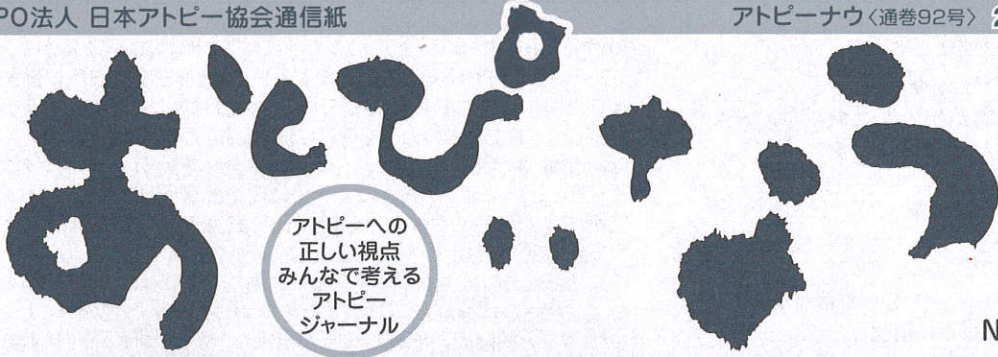 PO法人 日本アトピー協会通信紙
アトピーナウ〈通巻92号〉 2
あとぴいなう
アトピーへの
正しい視点
みんなで考える
アトピー
ジャーナル
N